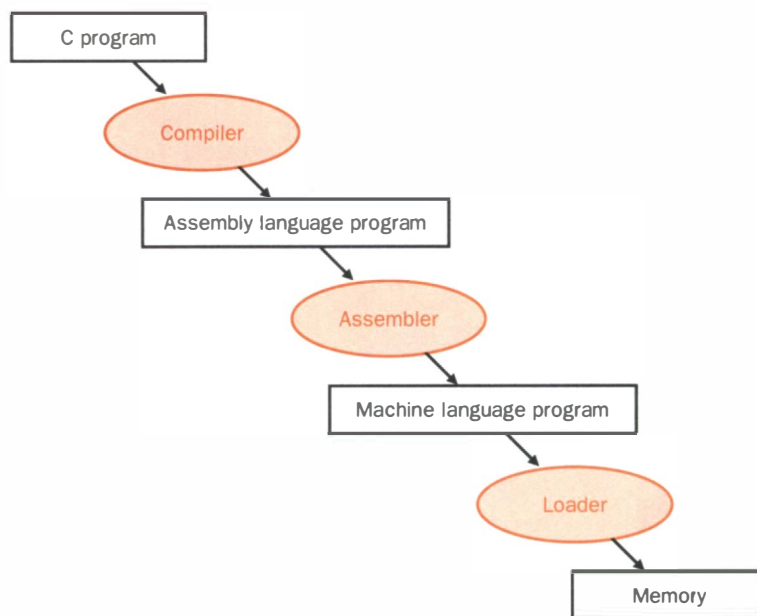 C program
Compiler
Assembly language program
Assembler
Machine language program
Loader
Memory